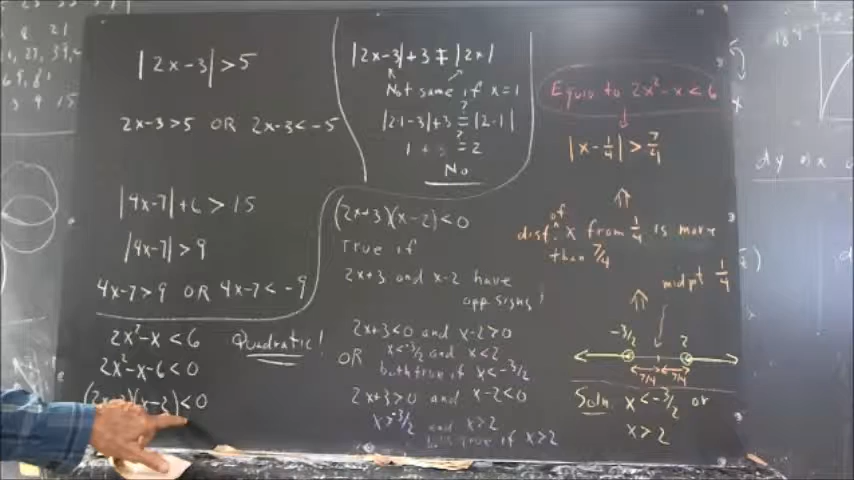 |2x-3|>5
2x-3>5 OR 2x-3<-5
|4x-7|+6>15
|4x-7|>9
4x-7>9 OR 4x-7<-9
2x²-x<6 Quadratic!
2x²-x-6<0
|2x-3|+3 ≠ |2x|
Not same if x=1
|2·1-3|+3 ≟ |2·1|
1+3 ≟ 2
No
(2x+3)(x-2)<0
True if
2x+3 and x-2 have
opp signs!
2x+3<0 and x-2>0
OR x<-3/2 and x<2
both true if x<-3/2
2x+3>0 and x-2<0
x>-3/2 and x>2
both true if x>2
Equiv to 2x²-x<6
↓
|x-1/4|>7/4
⇑
dist. of x from 1/4 is more
than 7/4
midpt 1/4
⇑
-3/2 2
7/4 7/4
Soln x<-3/2 or
x>2